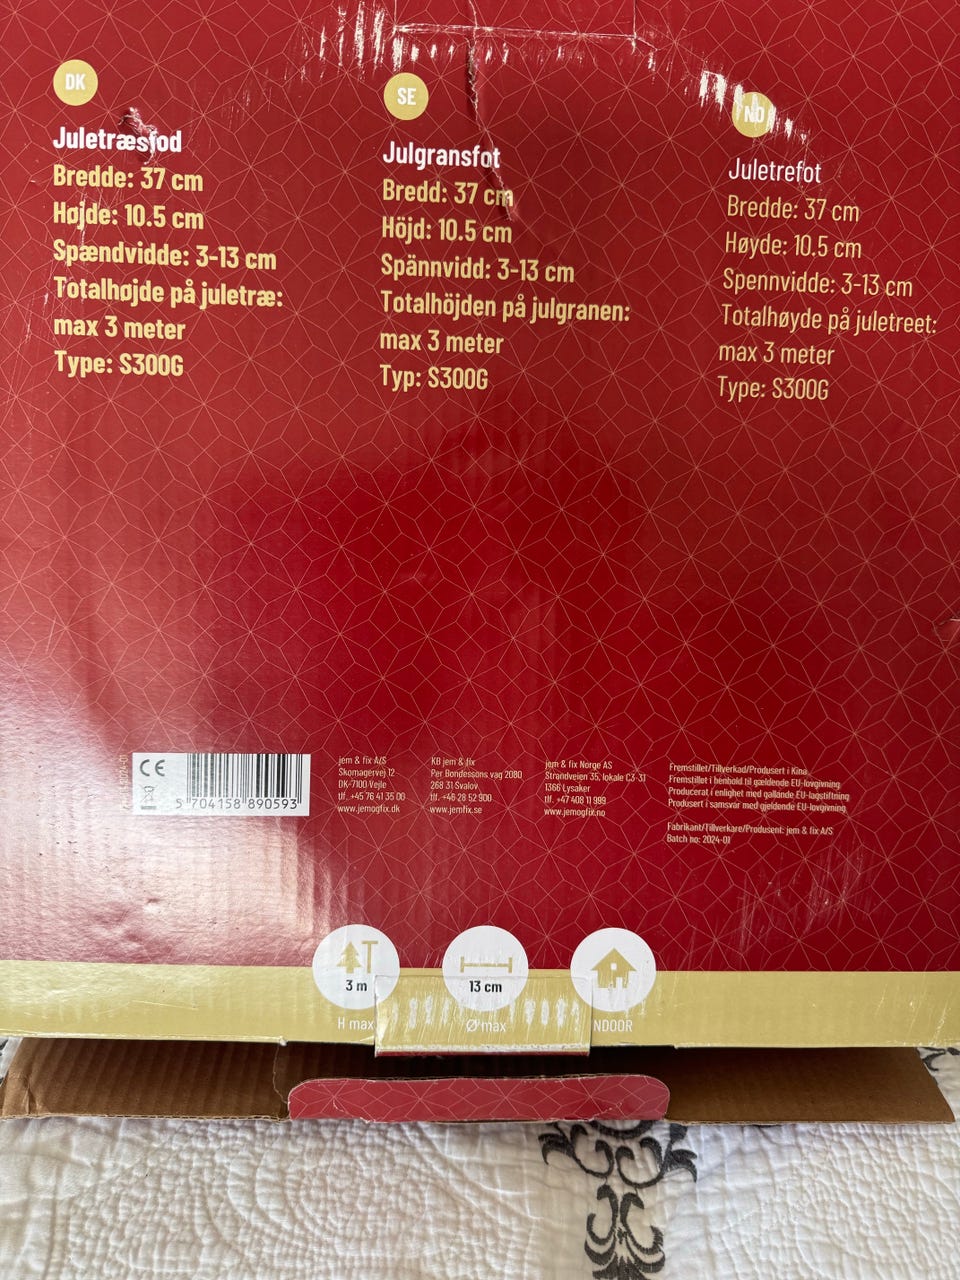 DK
Juletræsfod
Bredde: 37 cm
Højde: 10.5 cm
Spændvidde: 3-13 cm
Totalhøjde på juletræ:
max 3 meter
Type: S300G
SE
Julgransfot
Bredd: 37 cm
Höjd: 10.5 cm
Spännvidd: 3-13 cm
Totalhöjden på julgranen:
max 3 meter
Typ: S300G
NO
Juletrefot
Bredde: 37 cm
Høyde: 10.5 cm
Spennvidde: 3-13 cm
Totalhøyde på juletreet:
max 3 meter
Type: S300G
CE
5 704158 890593
jem & fix A/S
Skomagervej 12
DK-7100 Vejle
tlf. +45 76 41 35 00
www.jemogfix.dk
KB jem & fix
Per Bondessons väg 2080
268 31 Svalöv
tlf. +46 28 52 900
www.jemfix.se
jem & fix Norge AS
Strandveien 35, lokale C3-31
1366 Lysaker
tlf. +47 408 11 999
www.jemogfix.no
Fremstillet/Tillverkad/Produsert i Kina
Fremstillet i henhold til gældende EU-lovgivning
Producerat i enlighet med gällande EU-lagstiftning
Produsert i samsvar med gjeldende EU-lovgivning
Fabrikant/Tillverkare/Produsent: jem & fix A/S
Batch no: 2024-01
3 m
H max
13 cm
Ø max
NDOOR